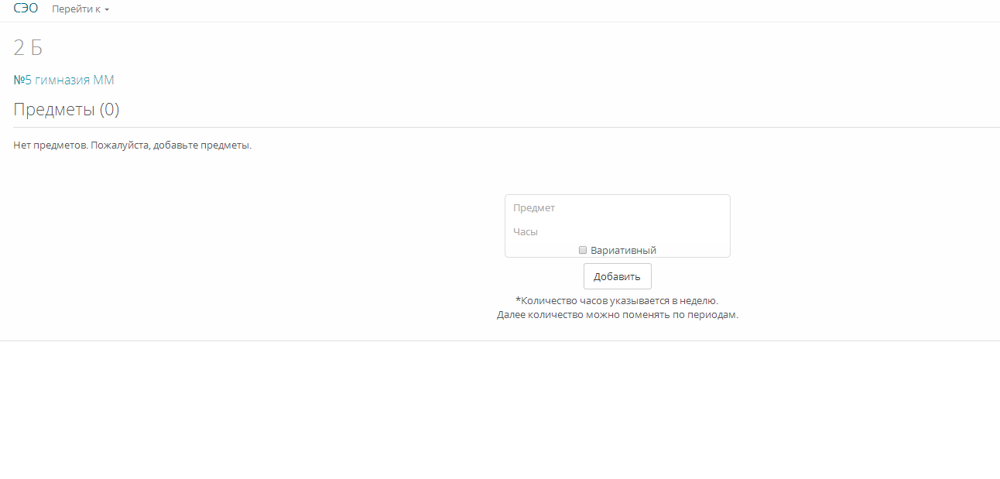 СЭО Перейти к
2 Б
№5 гимназия ММ
Предметы (0)
Нет предметов. Пожалуйста, добавьте предметы.
Предмет
Часы
Вариативный
Добавить
*Количество часов указывается в неделю.
Далее количество можно поменять по периодам.